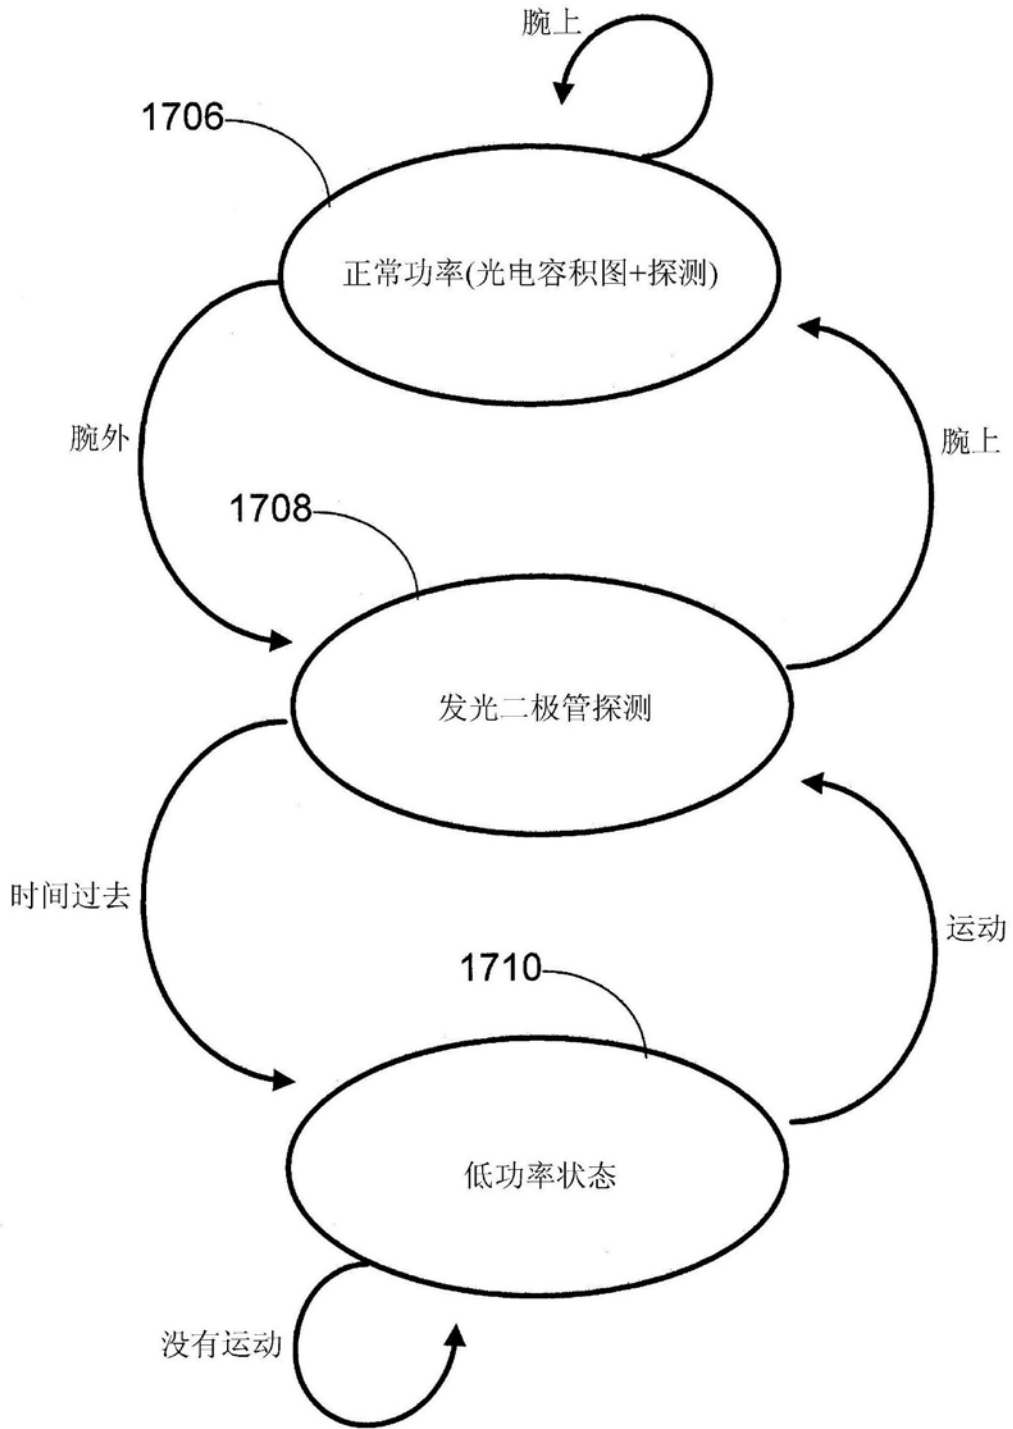 腕上
1706
正常功率(光电容积图+探测)
腕外
腕上
1708
发光二极管探测
时间过去
运动
1710
低功率状态
没有运动